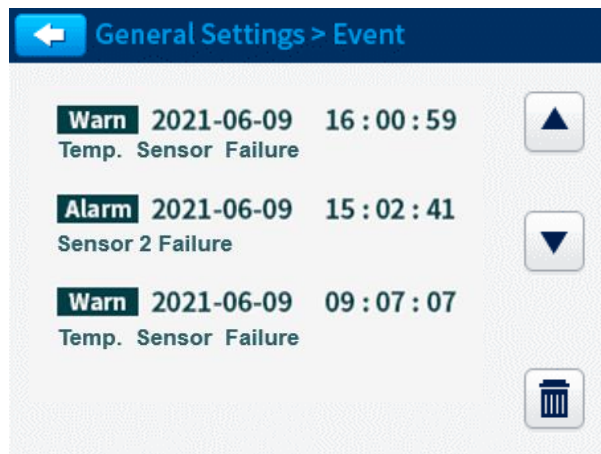 General Settings > Event
Warn 2021-06-09 16 : 00 : 59
Temp. Sensor Failure
Alarm 2021-06-09 15 : 02 : 41
Sensor 2 Failure
Warn 2021-06-09 09 : 07 : 07
Temp. Sensor Failure